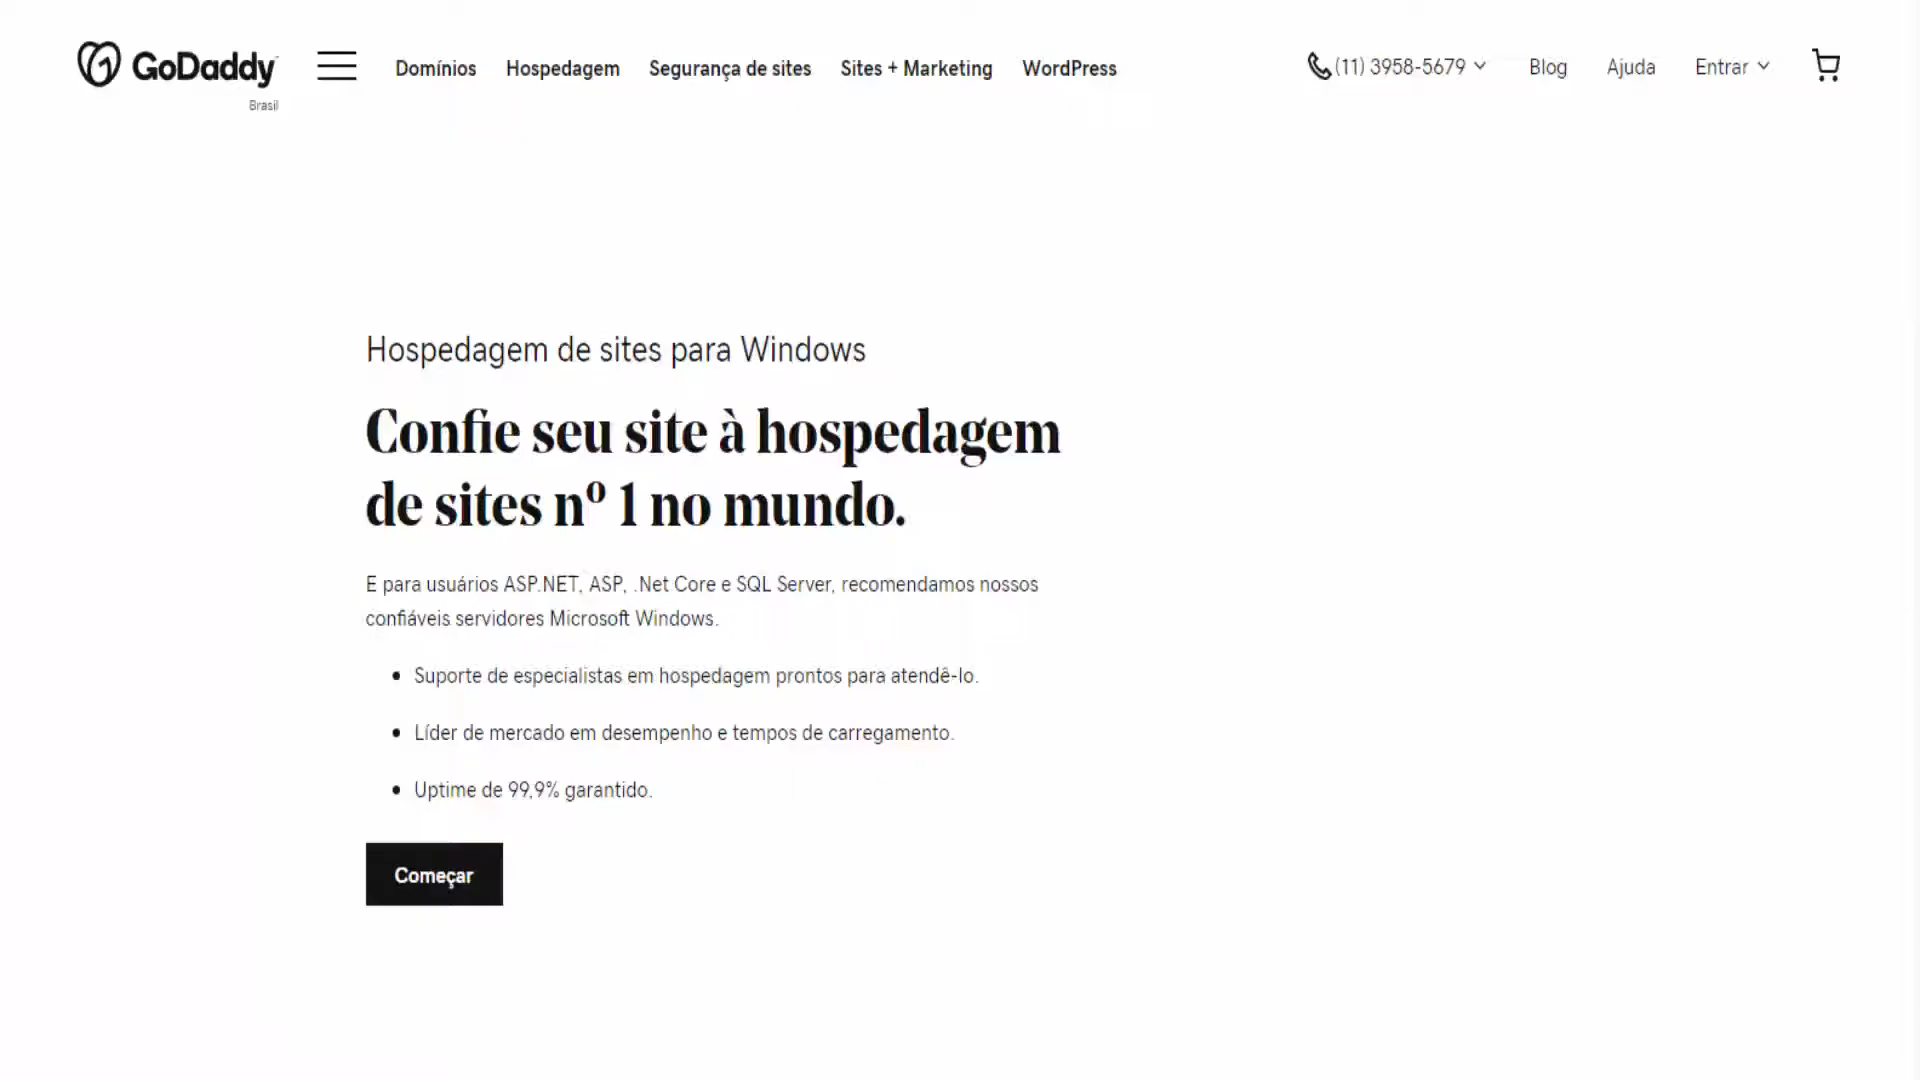 GoDaddy
Brasil
Domínios Hospedagem Segurança de sites Sites + Marketing WordPress
(11) 3958-5679 Blog Ajuda Entrar
Hospedagem de sites para Windows
Confie seu site à hospedagem
de sites nº 1 no mundo.
E para usuários ASP.NET, ASP, .Net Core e SQL Server, recomendamos nossos
confiáveis servidores Microsoft Windows.
• Suporte de especialistas em hospedagem prontos para atendê-lo.
• Líder de mercado em desempenho e tempos de carregamento.
• Uptime de 99,9% garantido.
Começar